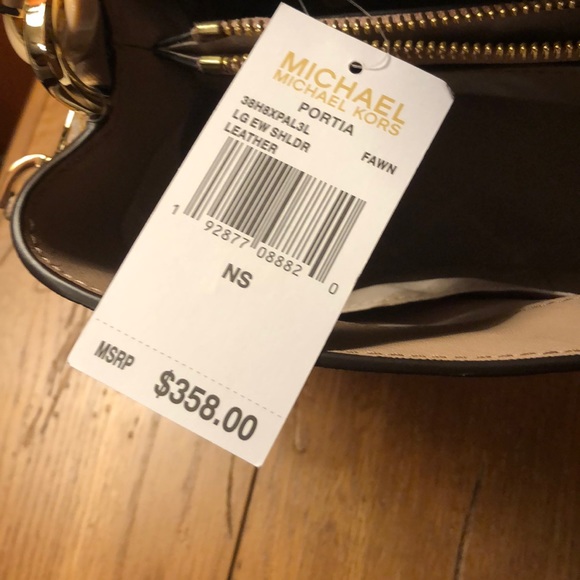 MICHAEL
MICHAEL KORS
PORTIA
38H8XPAL3L
LG EW SHLDR
LEATHER FAWN
1 92877 08882 0
NS
MSRP $358.00